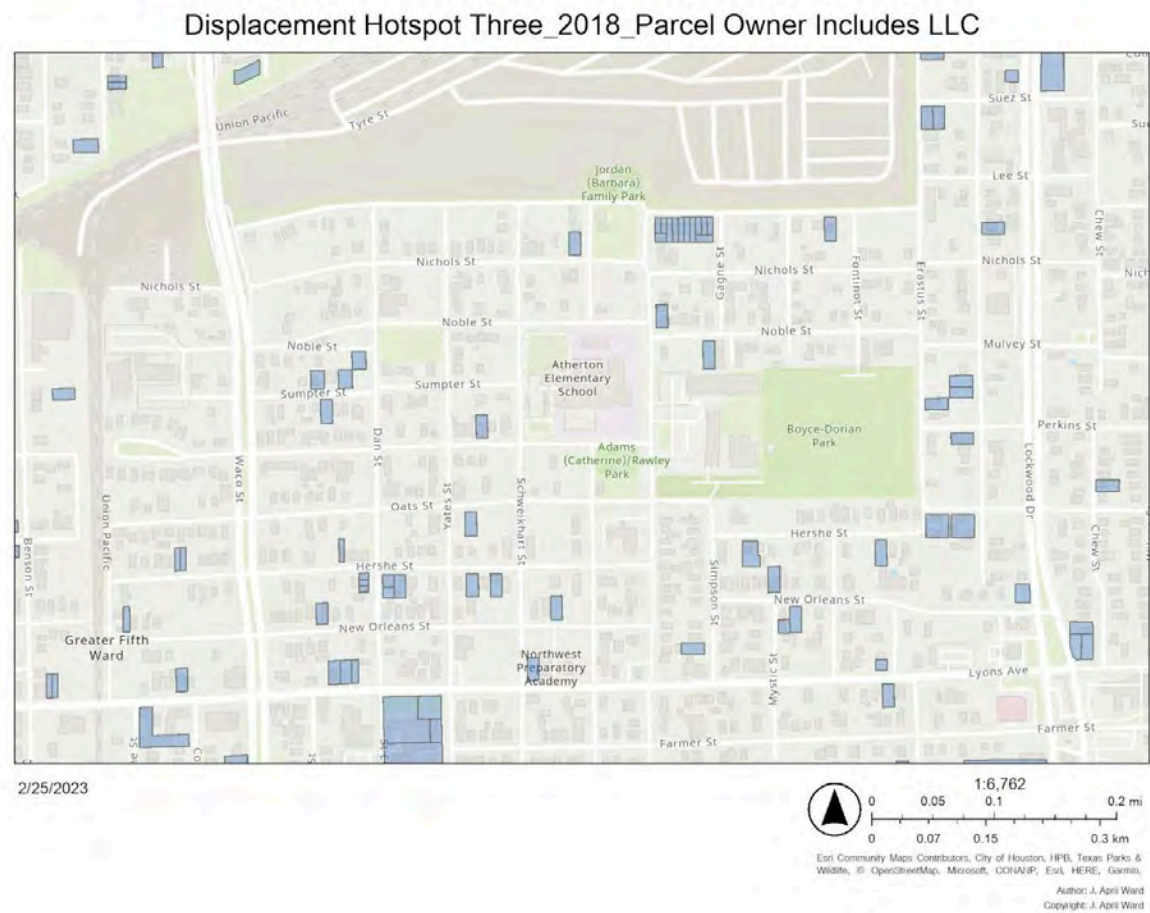 Displacement Hotspot Three_2018_Parcel Owner Includes LLC
Union Pacific
Tyre St
Suez St
Lee St
Jordan
(Barbara)
Family Park
Chew St
Gagne St
Fontinot St
Erastus St
Nichols St
Nichols St
Nichols St
Nichols St
Nich
Noble St
Noble St
Noble St
Mulvey St
Atherton
Elementary
School
Sumpter St
Sumpter St
Boyce-Dorian
Park
Perkins St
Dan St
Adams
(Catherine)/Rawley
Park
Lockwood Dr
Waco St
Yates St
Schweikhart St
Union Pacific
Oats St
Benson St
Hershe St
Chew St
Hershe St
Simpson St
New Orleans St
New Orleans St
Greater Fifth
Ward
Northwest
Preparatory
Academy
Mystic St
Lyons Ave
Farmer St
Farmer St
2/25/2023
1:6,762
0 0.05 0.1 0.2 mi
0 0.07 0.15 0.3 km
Esri Community Maps Contributors, City of Houston, HPB, Texas Parks &
Wildlife, © OpenStreetMap, Microsoft, CONANP, Esri, HERE, Garmin,
Author: J. April Ward
Copyright: J. April Ward